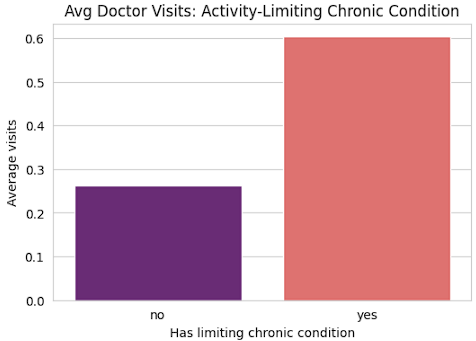 Avg Doctor Visits: Activity-Limiting Chronic Condition
Average visits
0.6
0.5
0.4
0.3
0.2
0.1
0.0
no yes
Has limiting chronic condition